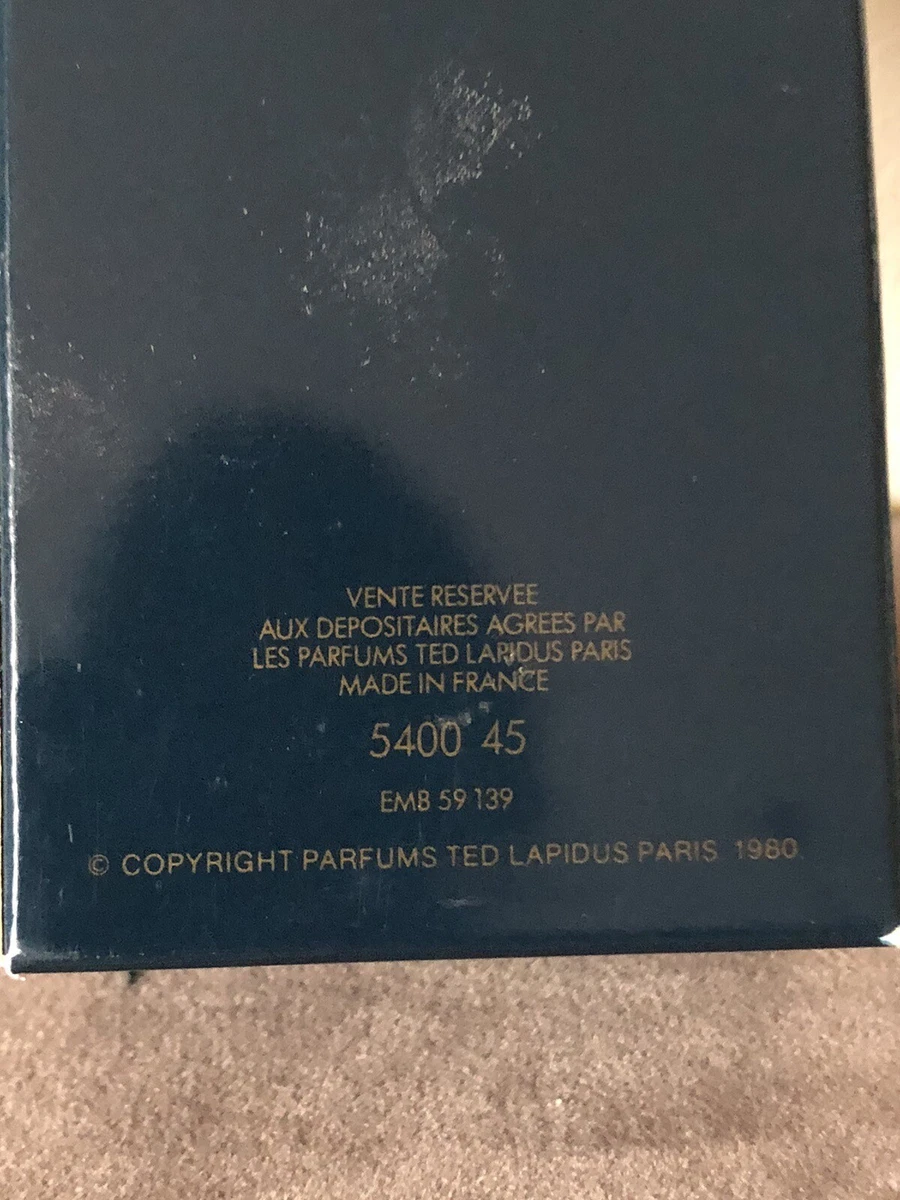 VENTE RESERVEE
AUX DEPOSITAIRES AGREES PAR
LES PARFUMS TED LAPIDUS PARIS
MADE IN FRANCE
5400 45
EMB 59 139
© COPYRIGHT PARFUMS TED LAPIDUS PARIS 1980.